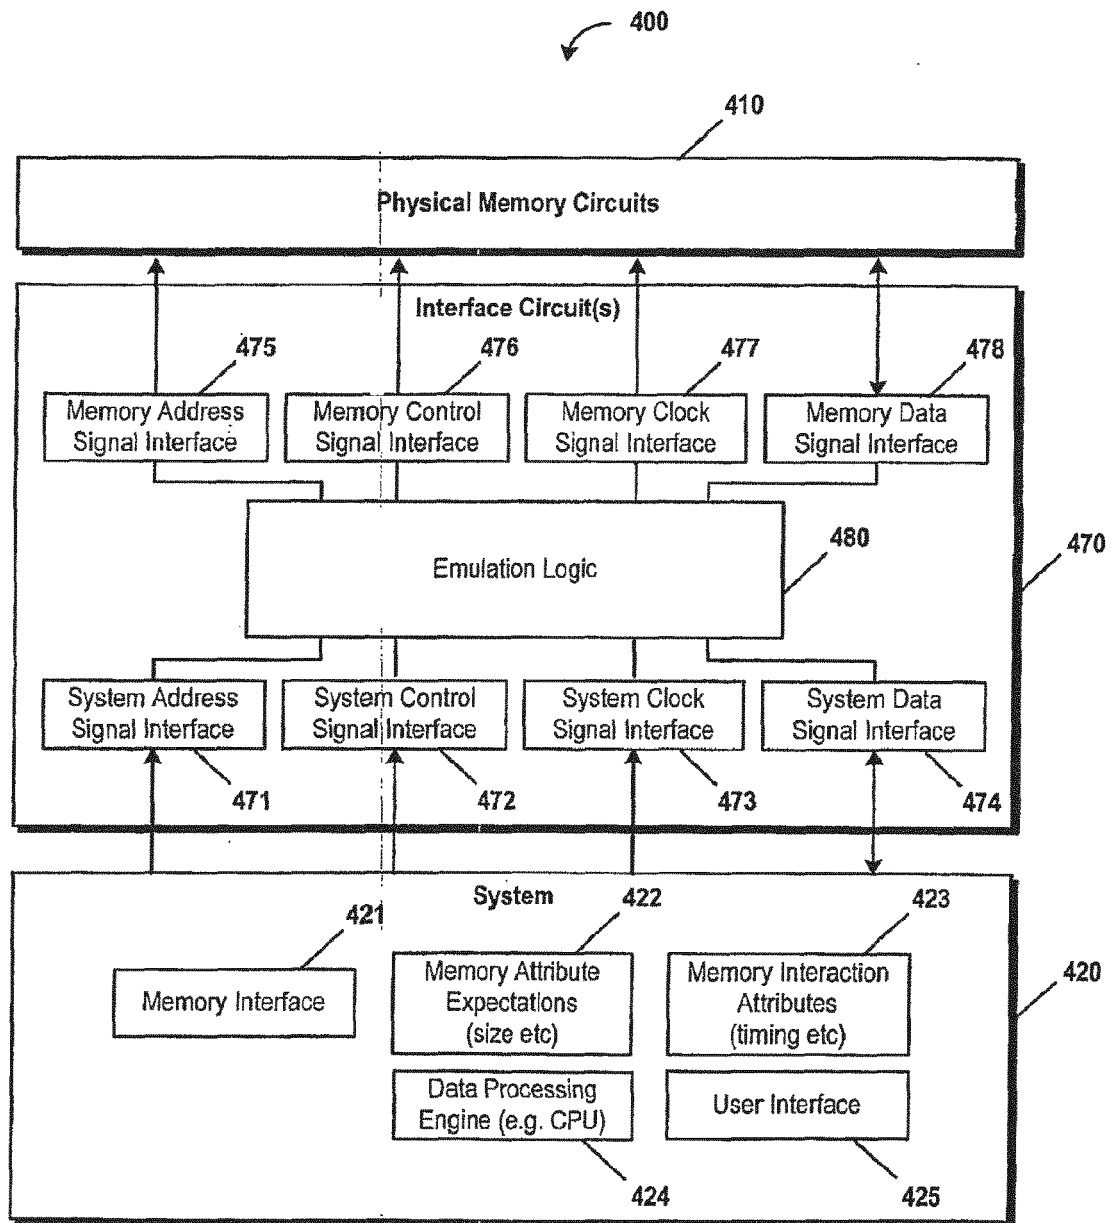 400
410
Physical Memory Circuits
Interface Circuit(s)
475
476
477
478
Memory Address
Signal Interface
Memory Control
Signal Interface
Memory Clock
Signal Interface
Memory Data
Signal Interface
480
Emulation Logic
470
System Address
Signal Interface
System Control
Signal Interface
System Clock
Signal Interface
System Data
Signal Interface
471
472
473
474
System
421
422
423
Memory Interface
Memory Attribute
Expectations
(size etc)
Memory Interaction
Attributes
(timing etc)
420
Data Processing
Engine (e.g. CPU)
User Interface
424
425